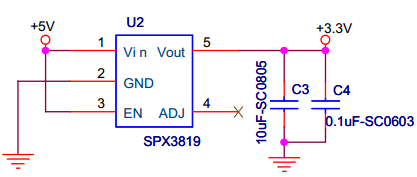 +5V
U2
+3.3V
1
Vin
Vout
5
2
GND
3
EN
ADJ
4
SPX3819
10uF-SC0805
C3
C4
0.1uF-SC0603